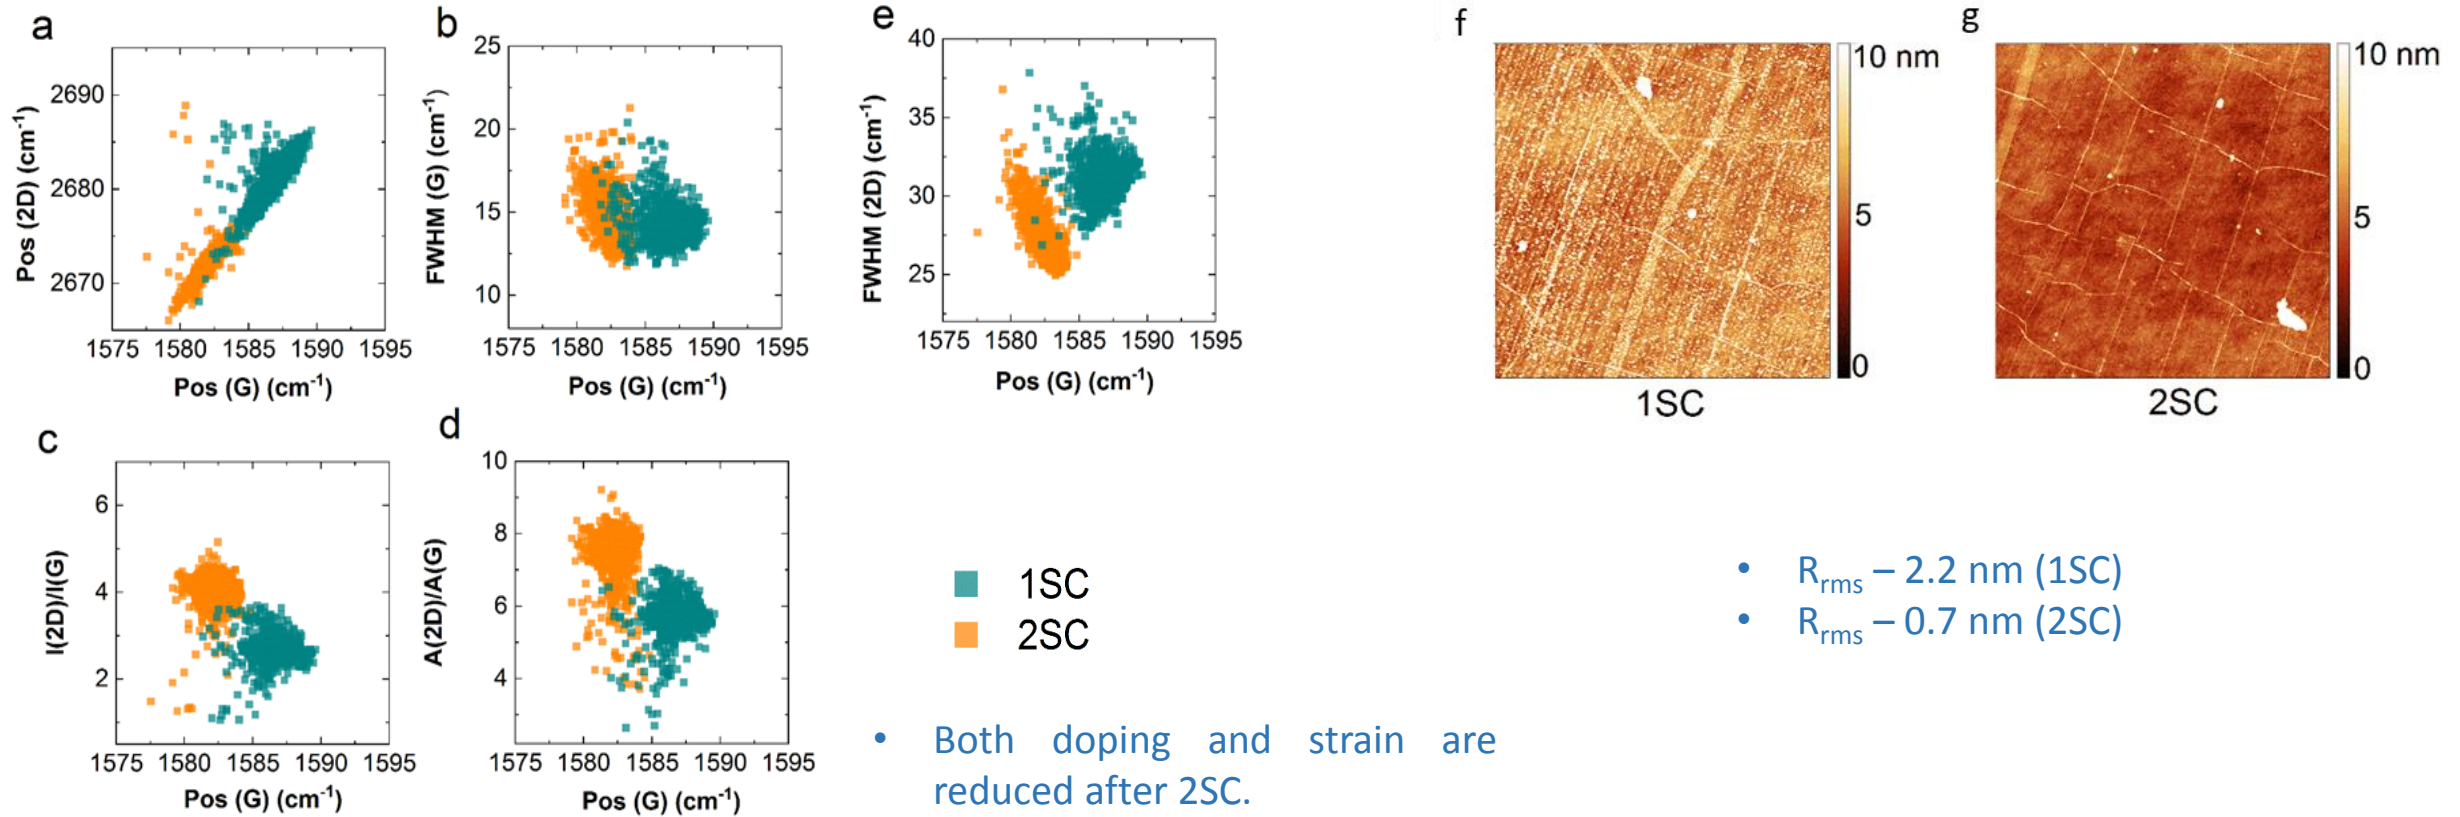 a
2690
2680
2670
Pos (2D) (cm⁻¹)
1575 1580 1585 1590 1595
Pos (G) (cm⁻¹)
b
25
20
15
10
FWHM (G) (cm⁻¹)
1575 1580 1585 1590 1595
Pos (G) (cm⁻¹)
e
40
35
30
25
FWHM (2D) (cm⁻¹)
1575 1580 1585 1590 1595
Pos (G) (cm⁻¹)
f
10 nm
5
0
1SC
g
10 nm
5
0
2SC
c
6
4
2
I(2D)/I(G)
1575 1580 1585 1590 1595
Pos (G) (cm⁻¹)
d
10
8
6
4
A(2D)/A(G)
1575 1580 1585 1590 1595
Pos (G) (cm⁻¹)
1SC
2SC
• Both doping and strain are
reduced after 2SC.
• Rrms – 2.2 nm (1SC)
• Rrms – 0.7 nm (2SC)